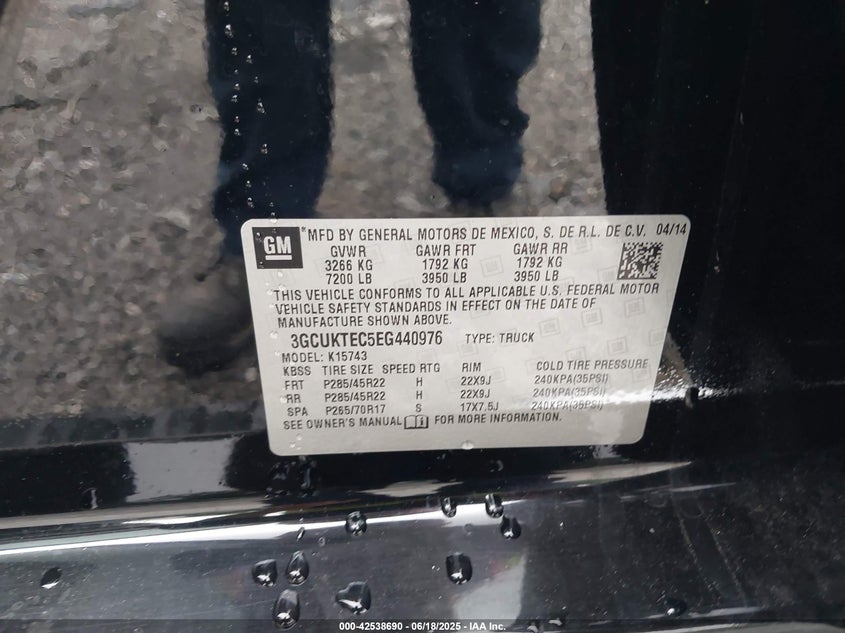 GM
*MFD BY GENERAL MOTORS DE MEXICO, S. DE R.L. DE C.V. 04/14
GVWR GAWR FRT GAWR RR
3266 KG 1792 KG 1792 KG
7200 LB 3950 LB 3950 LB
THIS VEHICLE CONFORMS TO ALL APPLICABLE U.S. FEDERAL MOTOR
VEHICLE SAFETY STANDARDS IN EFFECT ON THE DATE OF
MANUFACTURE SHOWN ABOVE.
3GCUKTEC5EG440976 TYPE: TRUCK
MODEL: K15743
KBSS TIRE SIZE SPEED RTG RIM COLD TIRE PRESSURE
FRT P285/45R22 H 22X9J 240KPA(35PSI)
RR P285/45R22 H 22X9J 240KPA(35PSI)
SPA P265/70R17 S 17X7.5J 240KPA(35PSI)
SEE OWNER'S MANUAL FOR MORE INFORMATION.
000-42538690 - 06/18/2025 - IAA Inc.